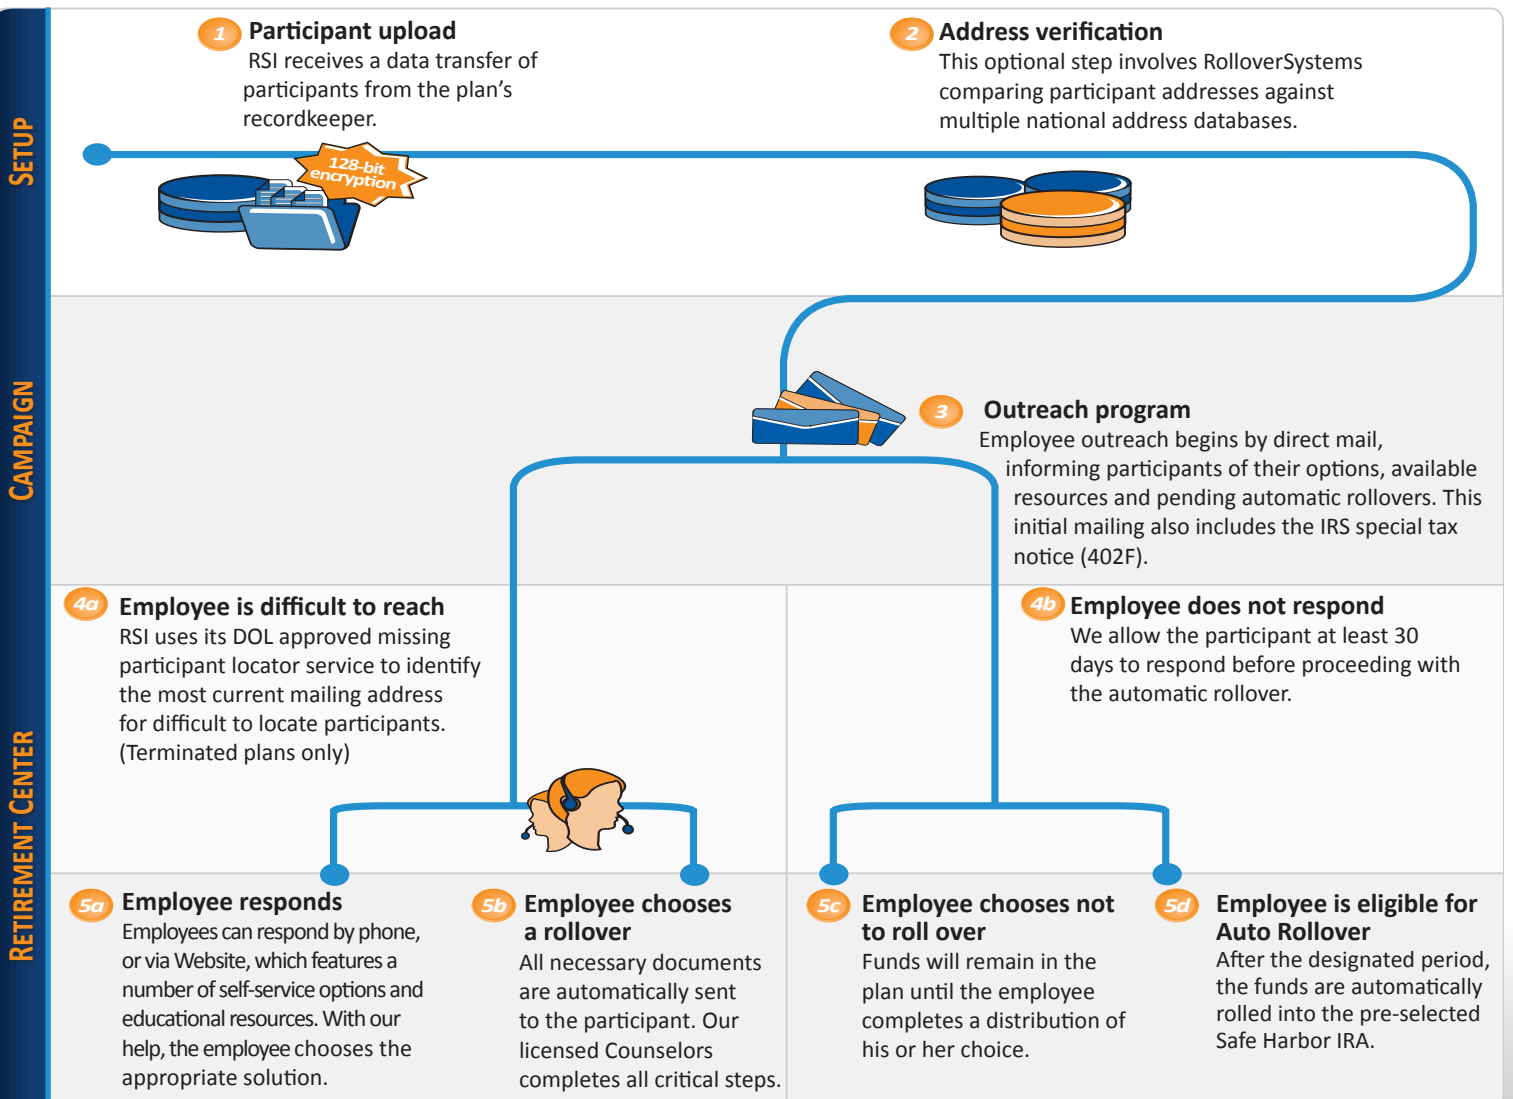 SETUP
1 Participant upload
RSI receives a data transfer of
participants from the plan's
recordkeeper.
128-bit
encryption
2 Address verification
This optional step involves RolloverSystems
comparing participant addresses against
multiple national address databases.
CAMPAIGN
3 Outreach program
Employee outreach begins by direct mail,
informing participants of their options, available
resources and pending automatic rollovers. This
initial mailing also includes the IRS special tax
notice (402F).
RETIREMENT CENTER
4a Employee is difficult to reach
RSI uses its DOL approved missing
participant locator service to identify
the most current mailing address
for difficult to locate participants.
(Terminated plans only)
4b Employee does not respond
We allow the participant at least 30
days to respond before proceeding with
the automatic rollover.
5a Employee responds
Employees can respond by phone,
or via Website, which features a
number of self-service options and
educational resources. With our
help, the employee chooses the
appropriate solution.
5b Employee chooses
a rollover
All necessary documents
are automatically sent
to the participant. Our
licensed Counselors
completes all critical steps.
5c Employee chooses not
to roll over
Funds will remain in the
plan until the employee
completes a distribution of
his or her choice.
5d Employee is eligible for
Auto Rollover
After the designated period,
the funds are automatically
rolled into the pre-selected
Safe Harbor IRA.